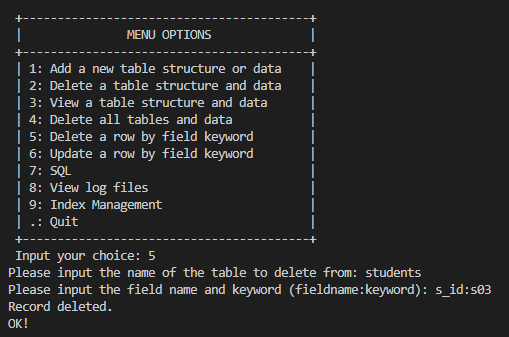 +-----------------------------------------+
| MENU OPTIONS |
+-----------------------------------------+
| 1: Add a new table structure or data |
| 2: Delete a table structure and data |
| 3: View a table structure and data |
| 4: Delete all tables and data |
| 5: Delete a row by field keyword |
| 6: Update a row by field keyword |
| 7: SQL |
| 8: View log files |
| 9: Index Management |
| .: Quit |
+-----------------------------------------+
Input your choice: 5
Please input the name of the table to delete from: students
Please input the field name and keyword (fieldname:keyword): s_id:s03
Record deleted.
OK!